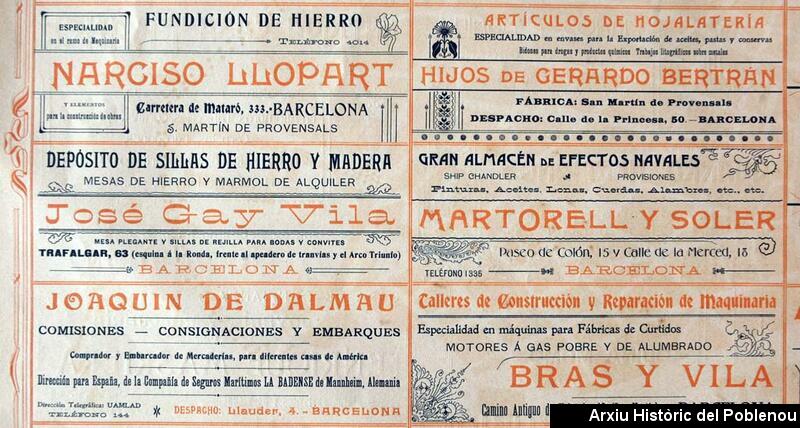 ESPECIALIDAD
en el ramo de Maquinaria
FUNDICIÓN DE HIERRO
TELÉFONO 4014
NARCISO LLOPART
Y ELEMENTOS
para la construcción de obras
Carretera de Mataró, 333.-BARCELONA
S. MARTIN DE PROVENSALS
DEPÓSITO DE SILLAS DE HIERRO Y MADERA
MESAS DE HIERRO Y MARMOL DE ALQUILER
José Gay Vila
MESA PLEGANTE Y SILLAS DE REJILLA PARA BODAS Y CONVITES
TRAFALGAR, 63 (esquina á la Ronda, frente al apeadero de tranvías y el Arco Triunfo)
BARCELONA
JOAQUIN DE DALMAU
COMISIONES — CONSIGNACIONES Y EMBARQUES
Comprador y Embarcador de Mercaderías, para diferentes casas de América
Dirección para España, de la Compañía de Seguros Marítimos LA BADENSE de Mannheim, Alemania
Dirección Telegráfica: UAMLAD
TELÉFONO 144
DESPACHO: Llauder, 4.-BARCELONA
ARTÍCULOS DE HOJALATERÍA
ESPECIALIDAD en envases para la Exportación de aceites, pastas y conservas
Bidones para drogas y productos químicos Trabajos litográficos sobre metales
HIJOS DE GERARDO BERTRÁN
FÁBRICA: San Martín de Provensals
DESPACHO: Calle de la Princesa, 50.—BARCELONA
GRAN ALMACÉN DE EFECTOS NAVALES
SHIP CHANDLER PROVISIONES
Pinturas, Aceites, Lonas, Cuerdas, Alambres, etc., etc.
MARTORELL Y SOLER
Paseo de Colón, 15 y Calle de la Merced, 13
TELÉFONO 1335
BARCELONA
Talleres de Construcción y Reparación de Maquinaria
Especialidad en máquinas para Fábricas de Curtidos
MOTORES Á GAS POBRE Y DE ALUMBRADO
BRAS Y VILA
Camino Antiguo
Arxiu Històric del Poblenou